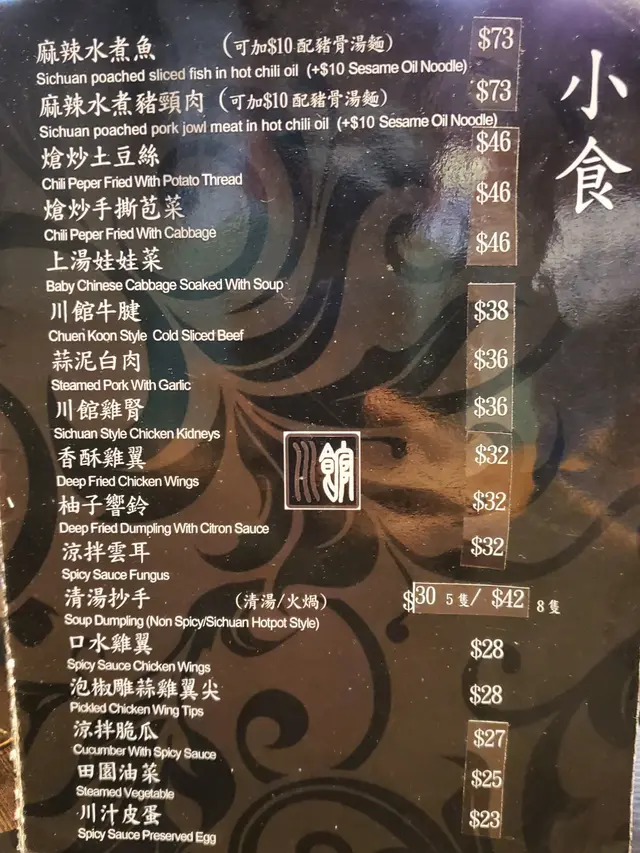 小食
麻辣水煮魚 (可加$10配豬骨湯麵) $73
Sichuan poached sliced fish in hot chili oil (+$10 Sesame Oil Noodle)
麻辣水煮豬頸肉 (可加$10配豬骨湯麵) $73
Sichuan poached pork jowl meat in hot chili oil (+$10 Sesame Oil Noodle)
熗炒土豆絲 $46
Chili Peper Fried With Potato Thread
熗炒手撕芭菜 $46
Chili Peper Fried With Cabbage
上湯娃娃菜 $46
Baby Chinese Cabbage Soaked With Soup
川館牛腱 $38
Chuen Koon Style Cold Sliced Beef
蒜泥白肉 $36
Steamed Pork With Garlic
川館雞腎 $36
Sichuan Style Chicken Kidneys
香酥雞翼 $32
Deep Fried Chicken Wings
柚子響鈴 $32
Deep Fried Dumpling With Citron Sauce
涼拌雲耳 $32
Spicy Sauce Fungus
清湯抄手 (清湯/火煱) $30 5隻/ $42 8隻
Soup Dumpling (Non Spicy/Sichuan Hotpot Style)
口水雞翼 $28
Spicy Sauce Chicken Wings
泡椒雕蒜雞翼尖 $28
Pickled Chicken Wing Tips
涼拌脆瓜 $27
Cucumber With Spicy Sauce
田園油菜 $25
Steamed Vegetable
川汁皮蛋 $23
Spicy Sauce Preserved Egg
川館